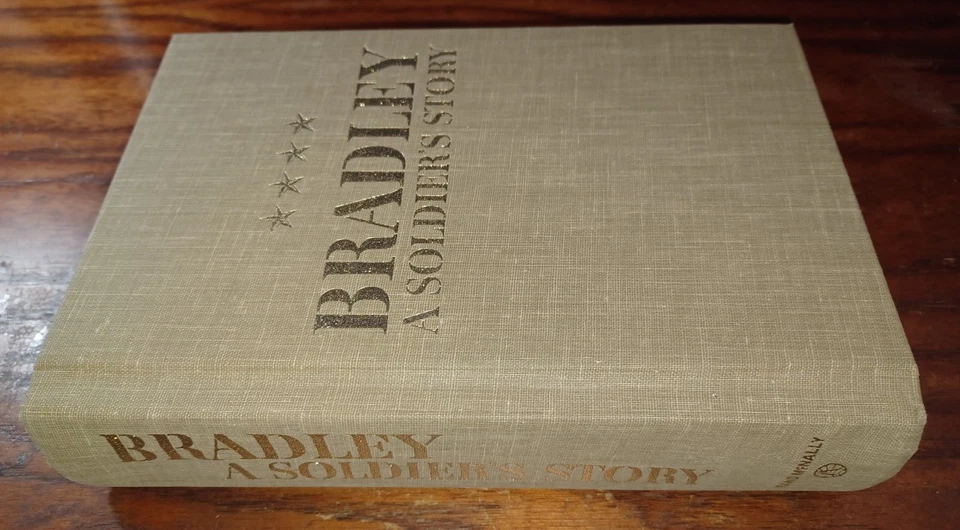 BRADLEY
A SOLDIER'S STORY
BRADLEY
A SOLDIER'S STORY
RAND MCNALLY